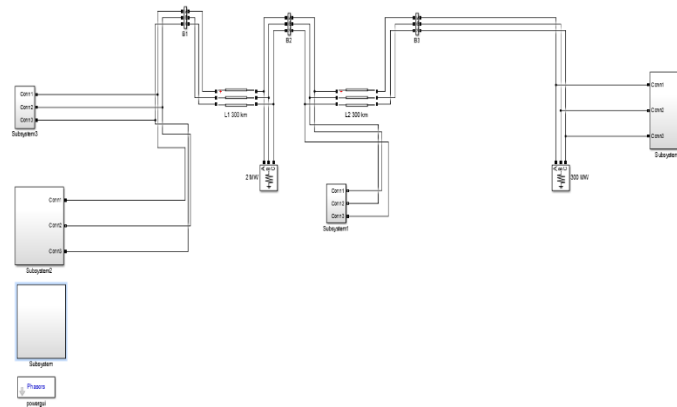 B1
B2
B3
L1 300 km
L2 300 km
Conn1
Conn2
Conn3
Subsystem3
Conn1
Conn2
Conn3
Subsystem
2 MW
A B C
300 MW
A B C
Conn1
Conn2
Conn3
Subsystem1
Conn1
Conn2
Conn3
Subsystem2
Subsystem
Phasors
powergui